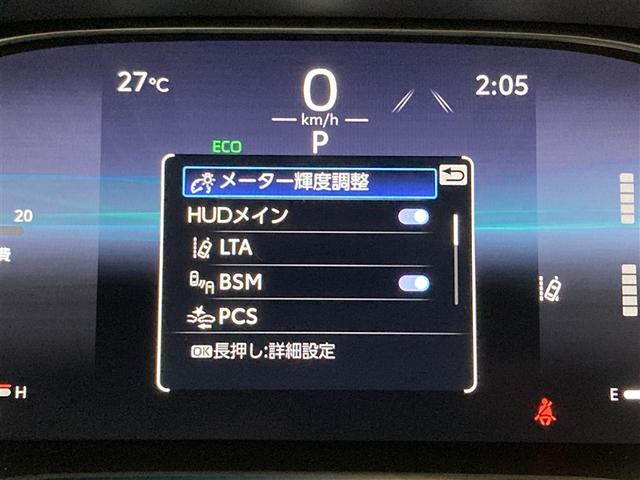 27℃
0
km/h
2:05
ECO
P
メーター輝度調整
HUDメイン
20
LTA
費
BSM
PCS
OK長押し:詳細設定
H
E